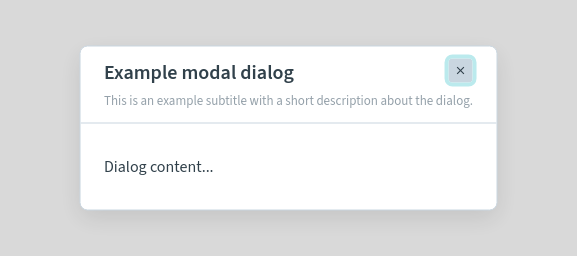 Example modal dialog
×
This is an example subtitle with a short description about the dialog.
Dialog content...